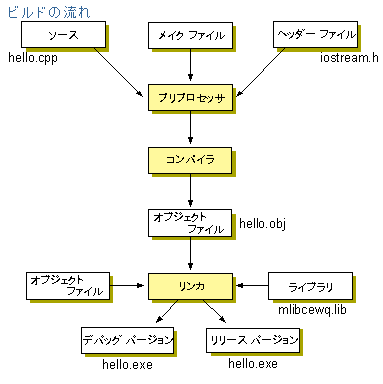 ビルドの流れ
ソース
メイク ファイル
ヘッダー ファイル
hello.cpp
iostream.h
プリプロセッサ
コンパイラ
オブジェクト
ファイル
hello.obj
オブジェクト
ファイル
リンカ
ライブラリ
mlibcewq.lib
デバッグ バージョン
リリース バージョン
hello.exe
hello.exe